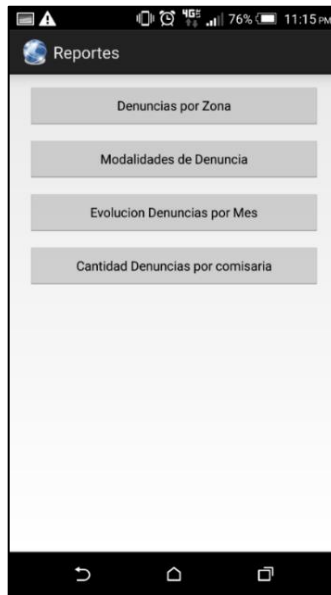 4G 76% 11:15 PM
Reportes
Denuncias por Zona
Modalidades de Denuncia
Evolucion Denuncias por Mes
Cantidad Denuncias por comisaria